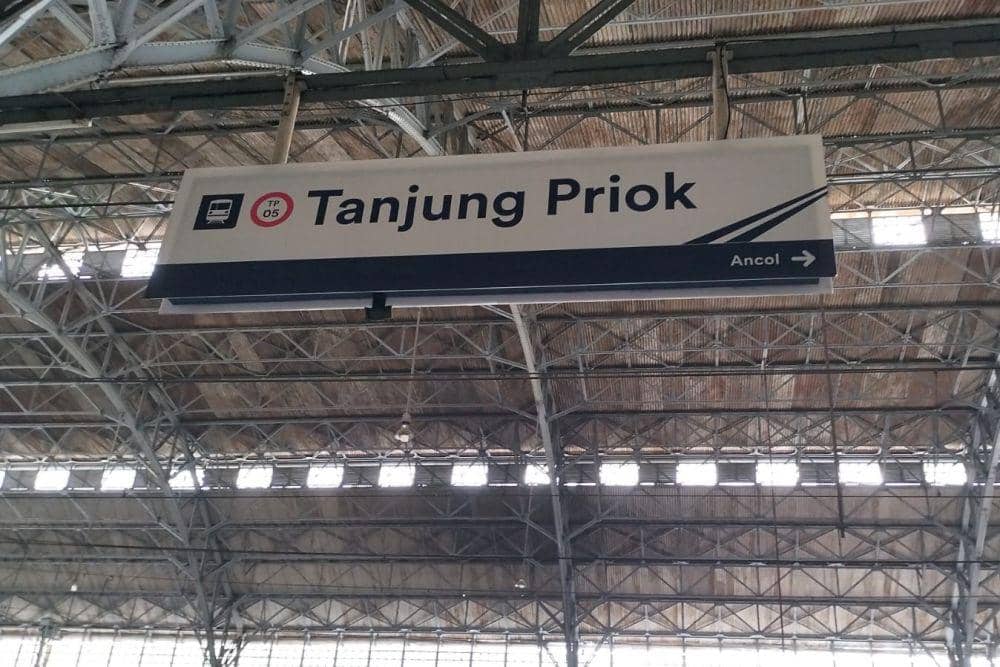 TP
05
Tanjung Priok
Ancol →